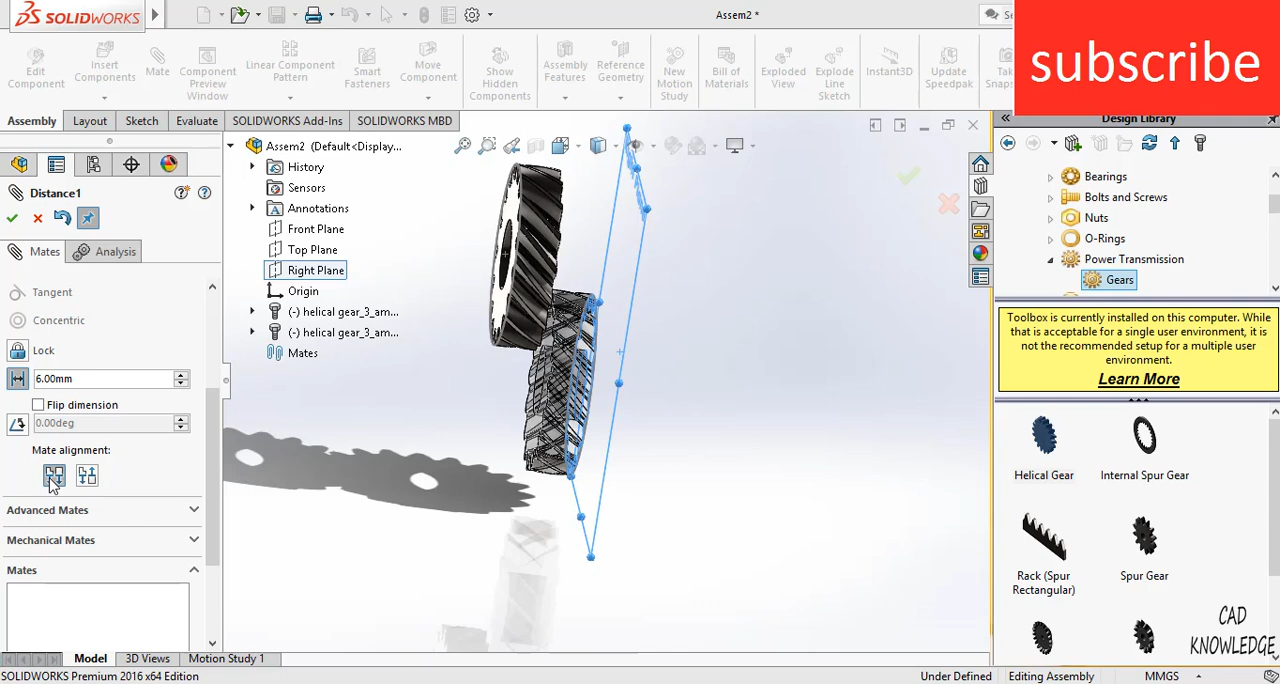 SOLIDWORKS
Assem2 *
subscribe
Edit Component
Insert Components
Mate
Component Preview Window
Linear Component Pattern
Smart Fasteners
Move Component
Show Hidden Components
Assembly Features
Reference Geometry
New Motion Study
Bill of Materials
Exploded View
Explode Line Sketch
Instant3D
Update Speedpak
Assembly
Layout
Sketch
Evaluate
SOLIDWORKS Add-Ins
SOLIDWORKS MBD
Distance1
Mates
Analysis
Tangent
Concentric
Lock
6.00mm
Flip dimension
0.00deg
Mate alignment:
Advanced Mates
Mechanical Mates
Mates
Assem2 (Default<Display...
History
Sensors
Annotations
Front Plane
Top Plane
Right Plane
Origin
(-) helical gear_3_am...
(-) helical gear_3_am...
Mates
Design Library
Bearings
Bolts and Screws
Nuts
O-Rings
Power Transmission
Gears
Toolbox is currently installed on this computer. While
that is acceptable for a single user environment, it is
not the recommended setup for a multiple user
environment.
Learn More
Helical Gear
Internal Spur Gear
Rack (Spur
Rectangular)
Spur Gear
CAD
KNOWLEDGE
Model
3D Views
Motion Study 1
SOLIDWORKS Premium 2016 x64 Edition
Under Defined
Editing Assembly
MMGS